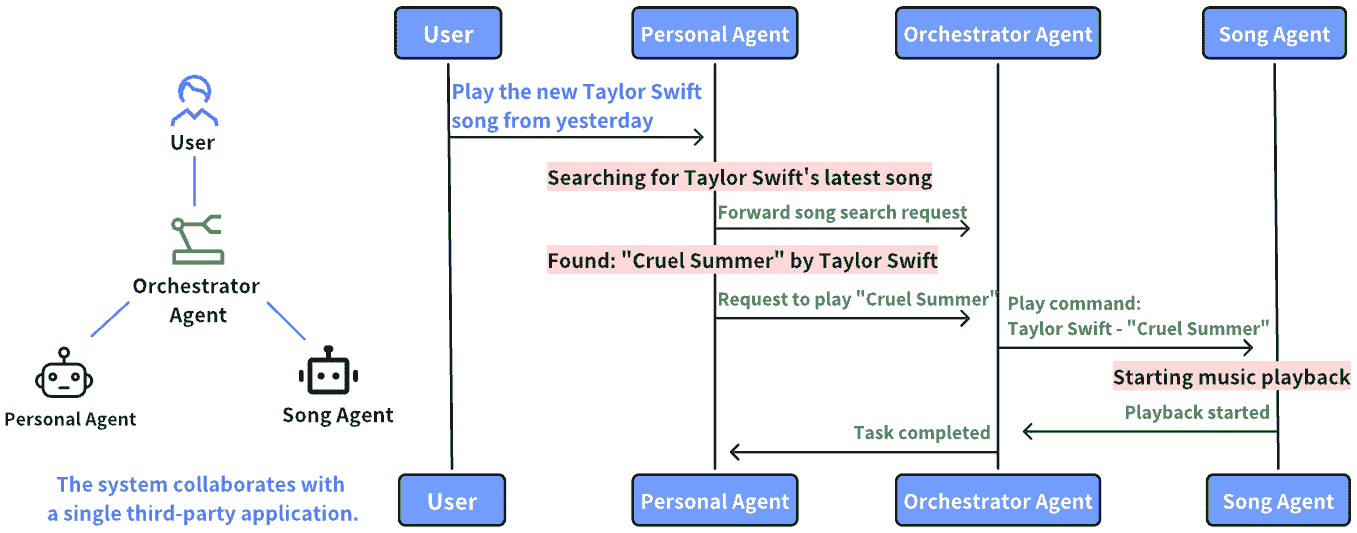 User
Orchestrator
Agent
Personal Agent
Song Agent
The system collaborates with
a single third-party application.
User
Personal Agent
Orchestrator Agent
Song Agent
Play the new Taylor Swift
song from yesterday
Searching for Taylor Swift's latest song
Forward song search request
Found: "Cruel Summer" by Taylor Swift
Request to play "Cruel Summer"
Play command:
Taylor Swift - "Cruel Summer"
Starting music playback
Playback started
Task completed
User
Personal Agent
Orchestrator Agent
Song Agent